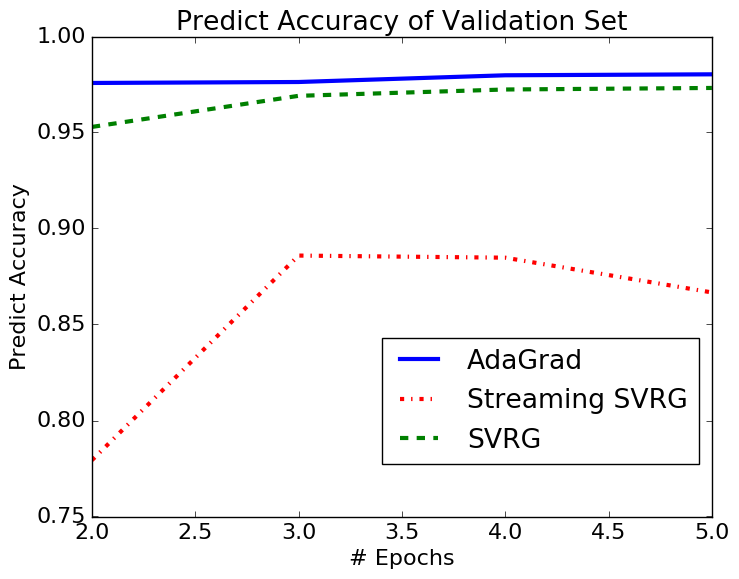 Predict Accuracy of Validation Set
1.00
0.95
0.90
0.85
0.80
0.75
Predict Accuracy
AdaGrad
Streaming SVRG
SVRG
2.0 2.5 3.0 3.5 4.0 4.5 5.0
# Epochs